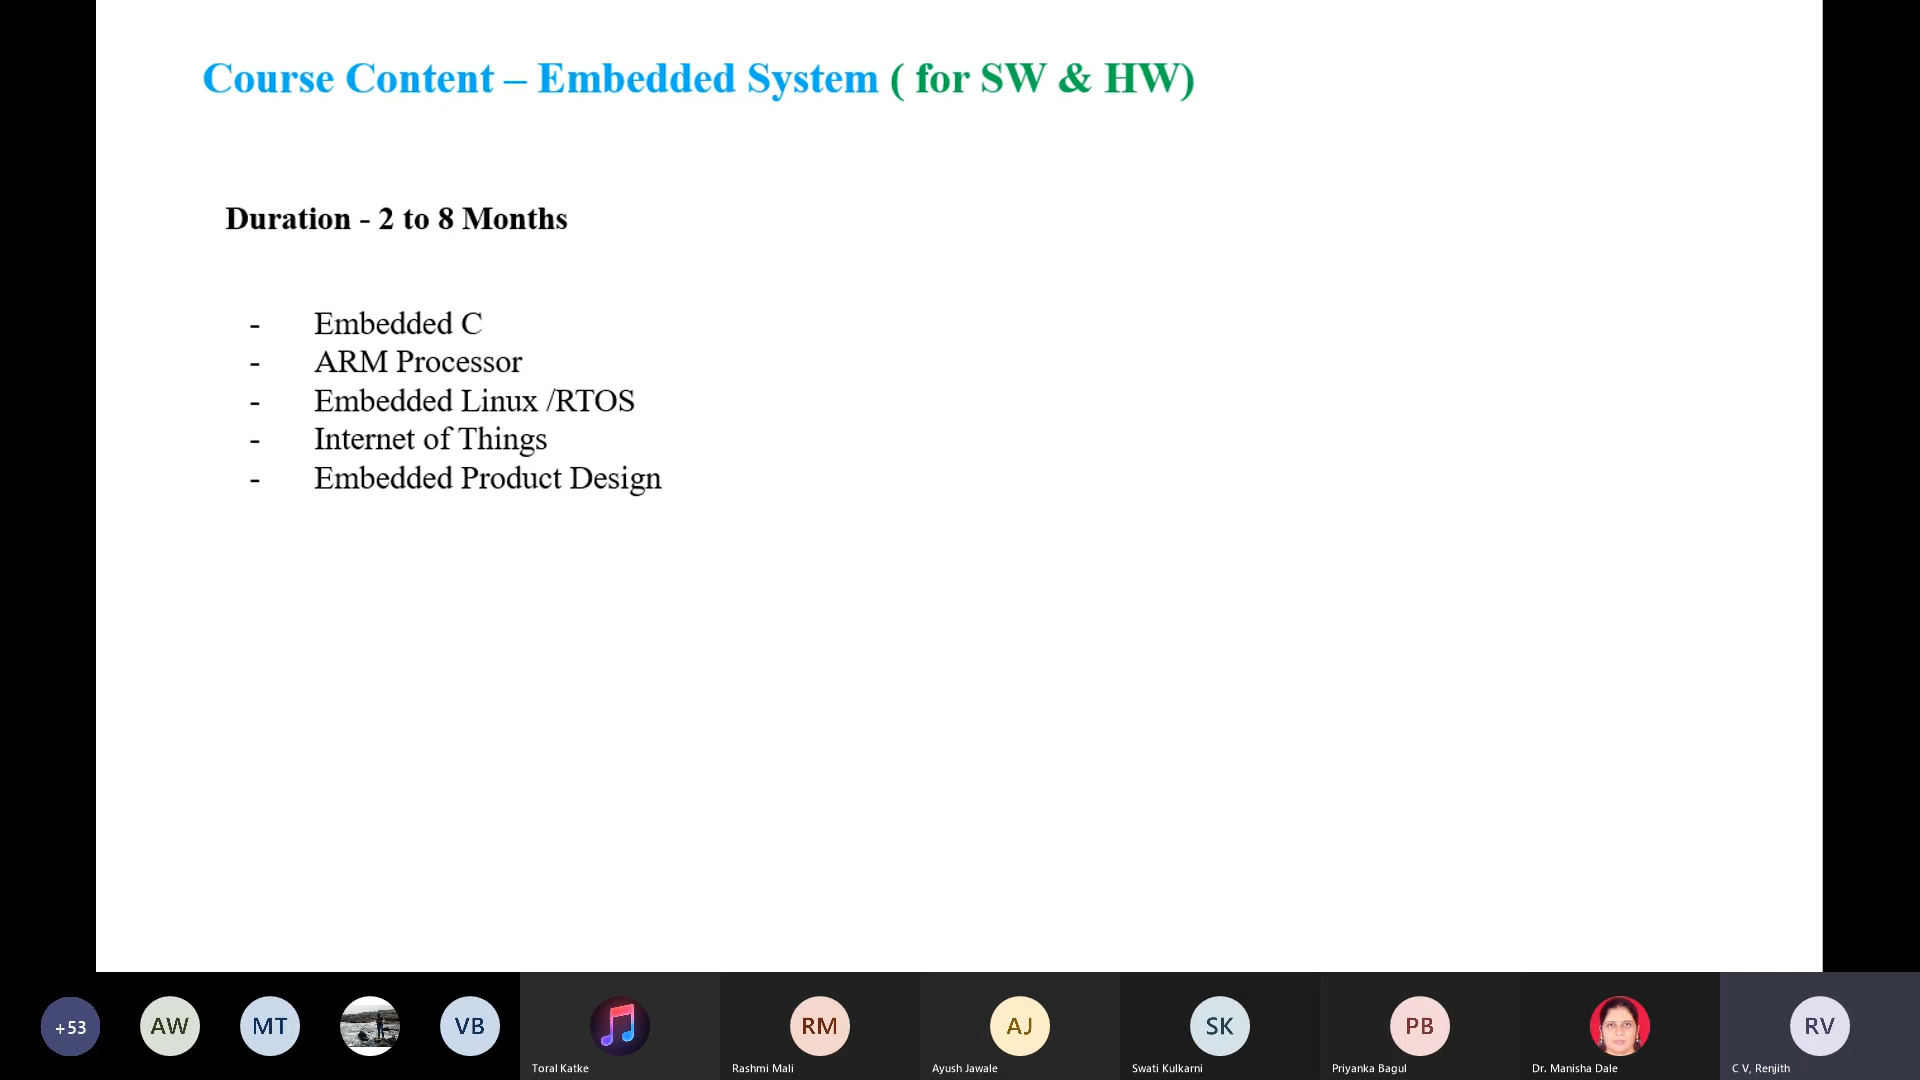 Course Content – Embedded System ( for SW & HW)
Duration - 2 to 8 Months
- Embedded C
- ARM Processor
- Embedded Linux /RTOS
- Internet of Things
- Embedded Product Design
+53 AW MT VB RM AJ SK PB RV
Toral Katke Rashmi Mali Ayush Jawale Swati Kulkarni Priyanka Bagul Dr. Manisha Dale C V, Renjith